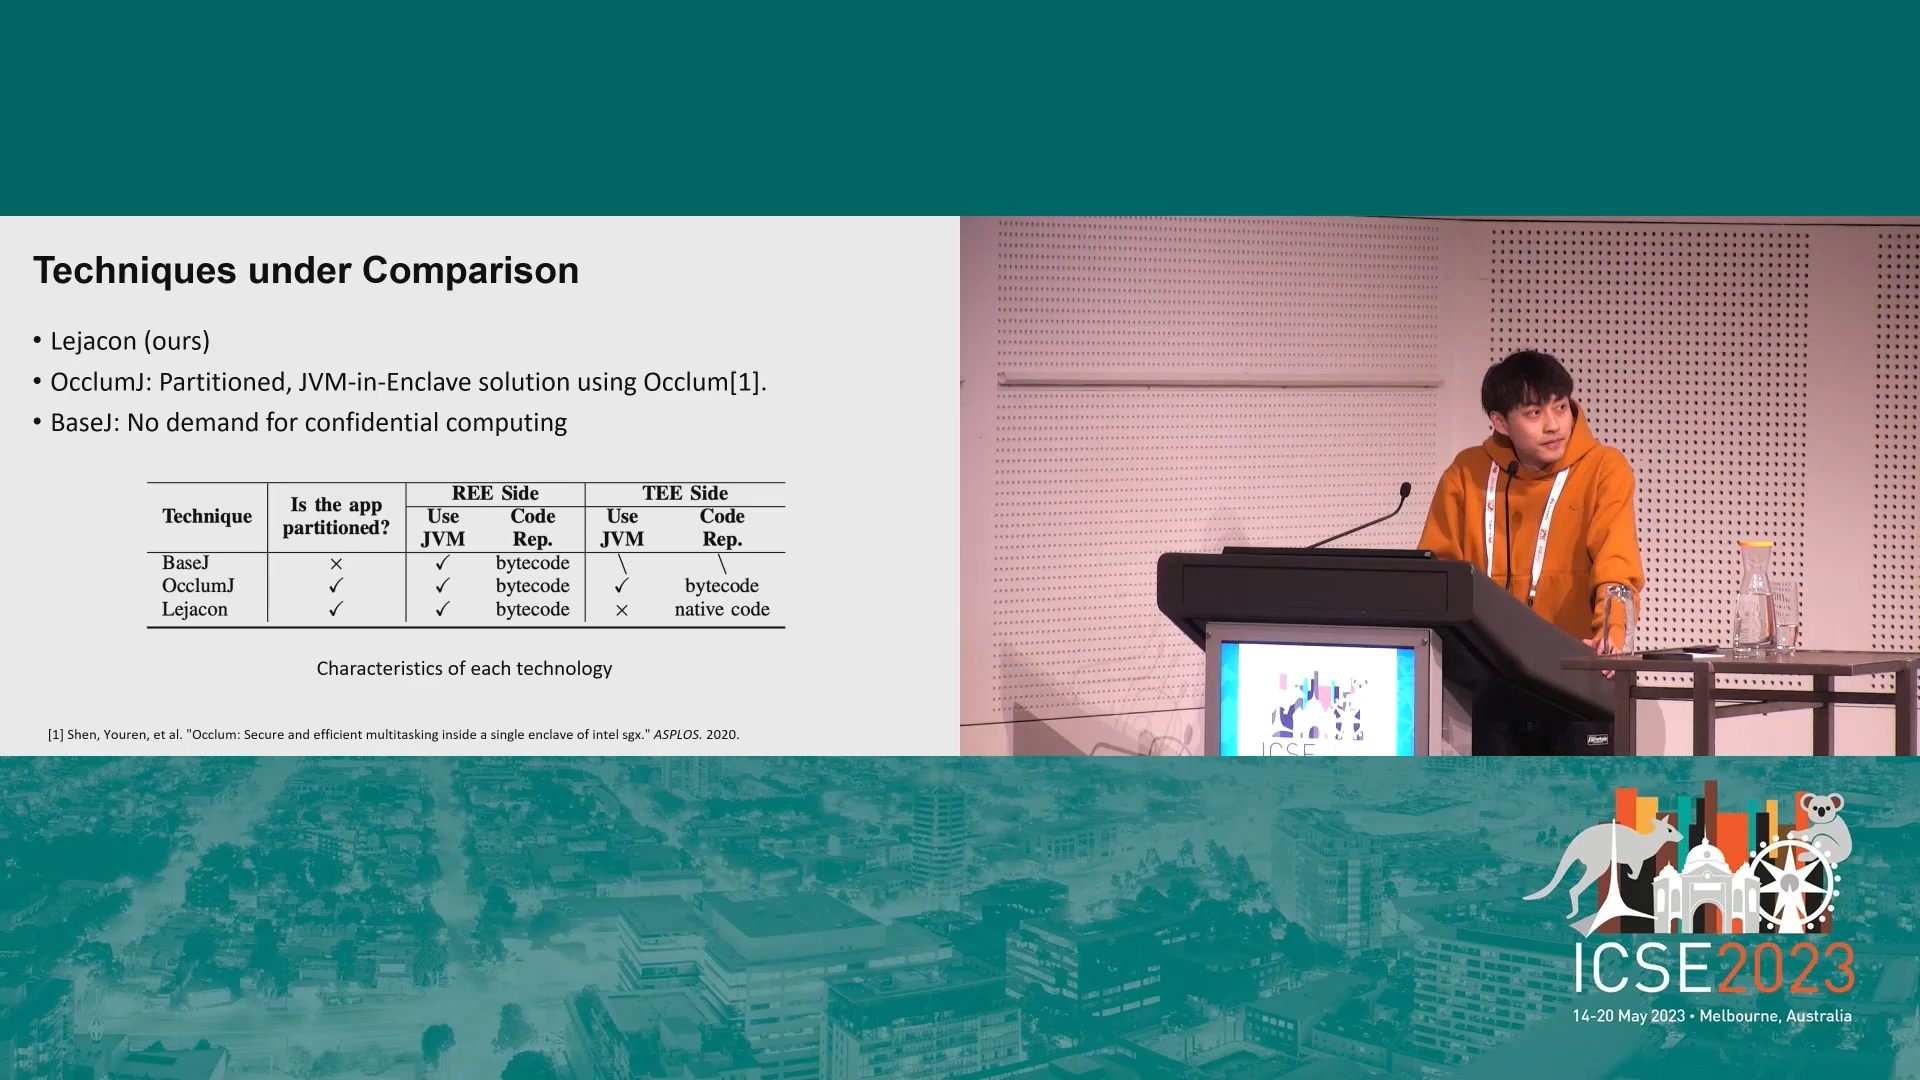 Techniques under Comparison
• Lejacon (ours)
• OcclumJ: Partitioned, JVM-in-Enclave solution using Occlum[1].
• BaseJ: No demand for confidential computing
Technique Is the app partitioned? REE Side TEE Side
Use JVM Code Rep. Use JVM Code Rep.
BaseJ × ✓ bytecode \ \
OcclumJ ✓ ✓ bytecode ✓ bytecode
Lejacon ✓ ✓ bytecode × native code
Characteristics of each technology
[1] Shen, Youren, et al. "Occlum: Secure and efficient multitasking inside a single enclave of intel sgx." ASPLOS. 2020.
ICSE
ICSE2023
14-20 May 2023 • Melbourne, Australia